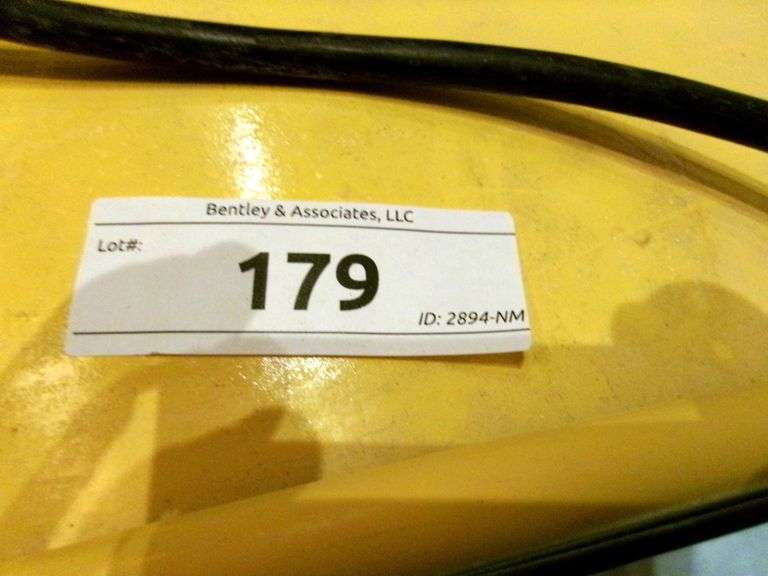 Bentley & Associates, LLC
Lot#:
179
ID: 2894-NM